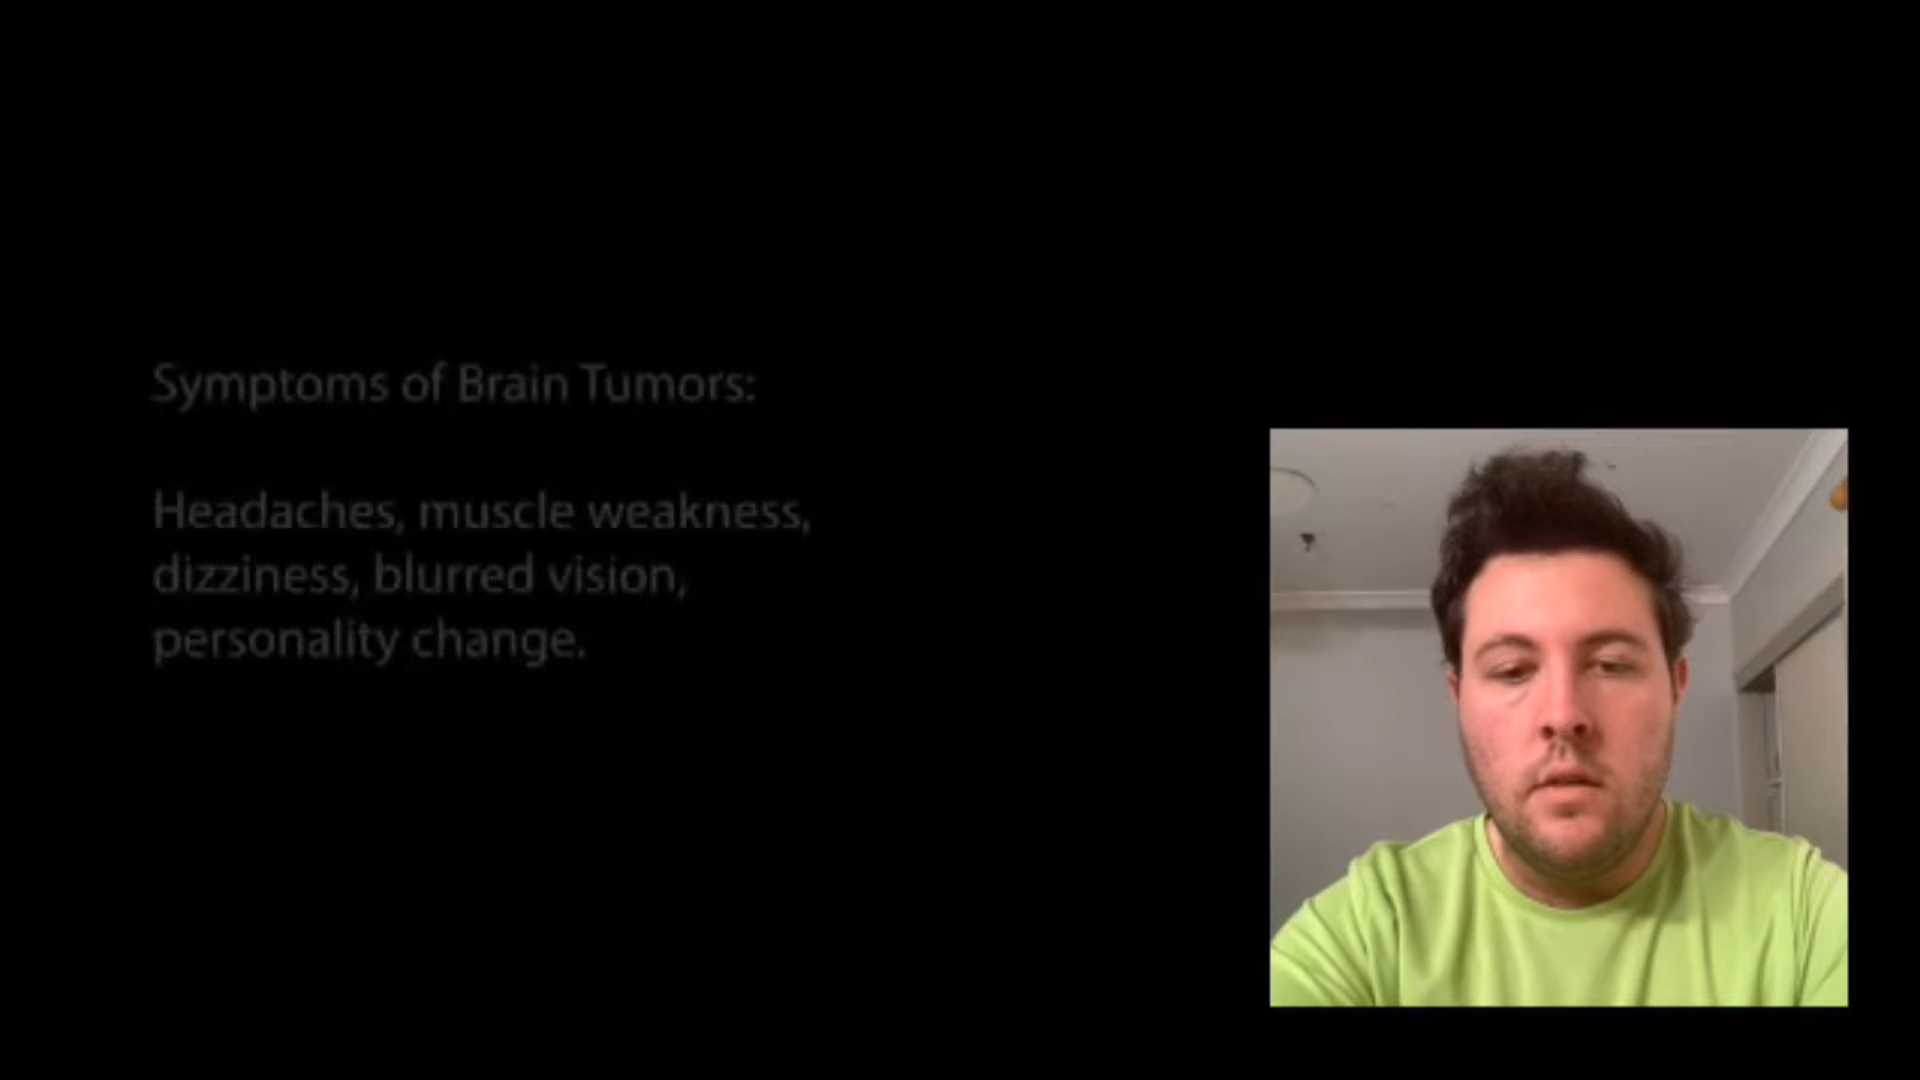 Symptoms of Brain Tumors:
Headaches, muscle weakness,
dizziness, blurred vision,
personality change.